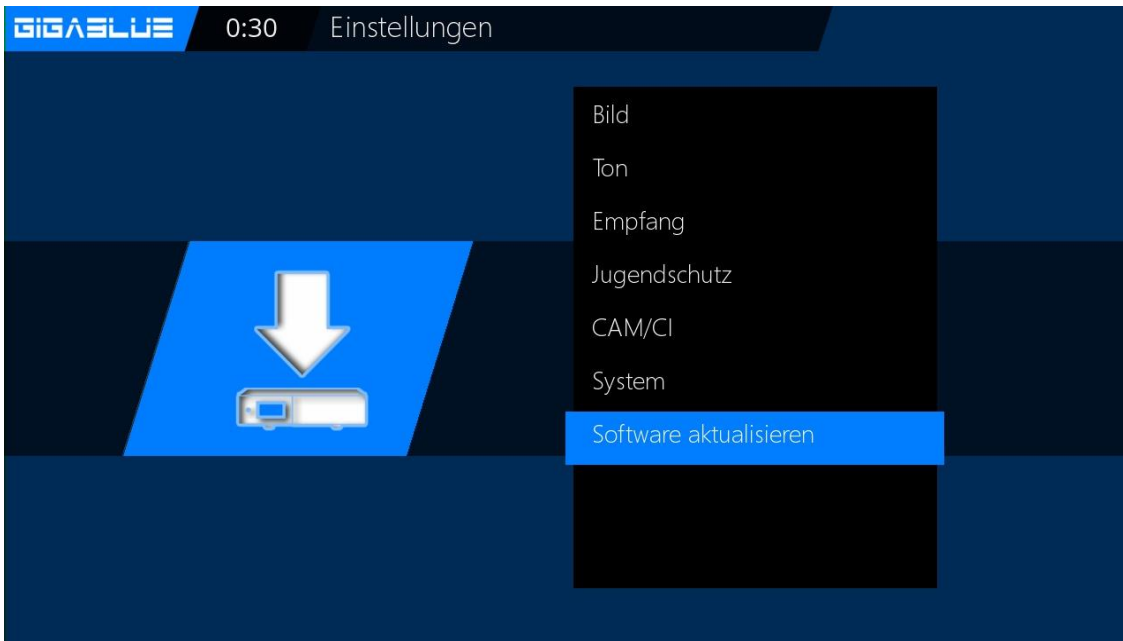 GIGABLUE 0:30 Einstellungen
Bild
Ton
Empfang
Jugendschutz
CAM/CI
System
Software aktualisieren